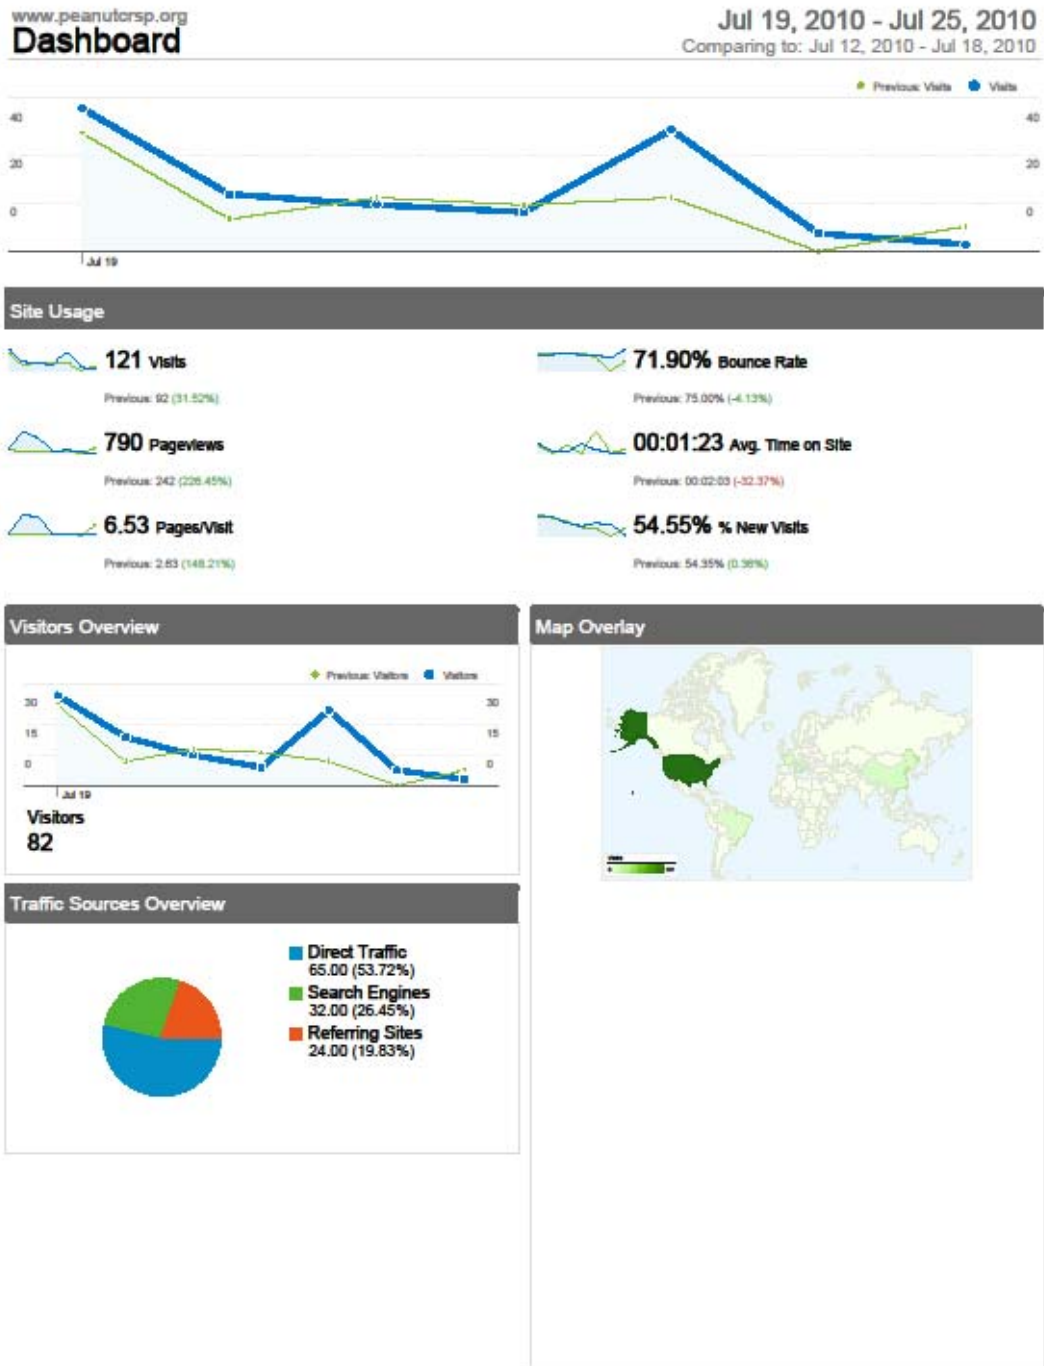 www.peanutcrsp.org
Dashboard
Jul 19, 2010 - Jul 25, 2010
Comparing to: Jul 12, 2010 - Jul 18, 2010
Previous: Visits Visits
40 40
20 20
0 0
Jul 19
Site Usage
121 Visits
Previous: 92 (31.52%)
790 Pageviews
Previous: 242 (226.45%)
6.53 Pages/Visit
Previous: 2.63 (148.21%)
71.90% Bounce Rate
Previous: 75.00% (-4.13%)
00:01:23 Avg. Time on Site
Previous: 00:02:03 (-32.37%)
54.55% % New Visits
Previous: 54.35% (0.36%)
Visitors Overview
Previous: Visitors Visitors
30 30
15 15
0 0
Jul 19
Visitors
82
Map Overlay
Visits
Traffic Sources Overview
Direct Traffic
65.00 (53.72%)
Search Engines
32.00 (26.45%)
Referring Sites
24.00 (19.83%)